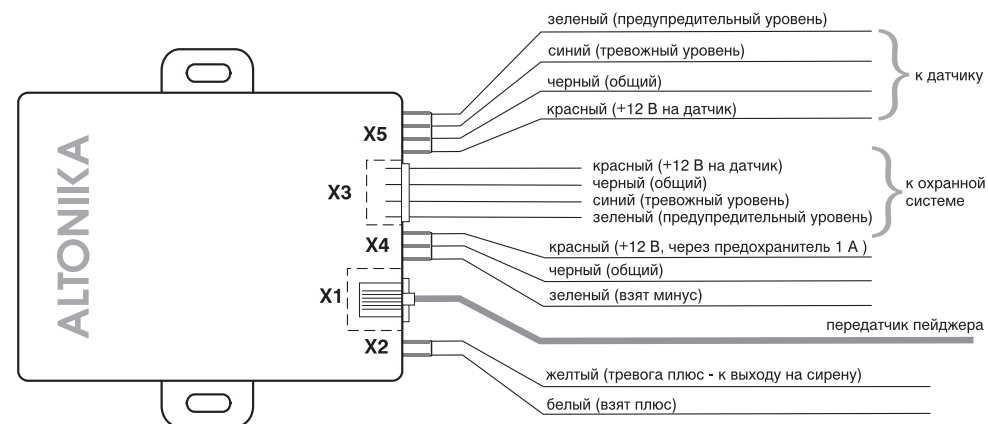 зеленый (предупредительный уровень)
синий (тревожный уровень)
черный (общий)
красный (+12 В на датчик)
к датчику
X5
красный (+12 В на датчик)
черный (общий)
синий (тревожный уровень)
зеленый (предупредительный уровень)
к охранной
системе
X3
X4
красный (+12 В, через предохранитель 1 А )
черный (общий)
зеленый (взят минус)
X1
передатчик пейджера
X2
желтый (тревога плюс - к выходу на сирену)
белый (взят плюс)
ALTONIKA